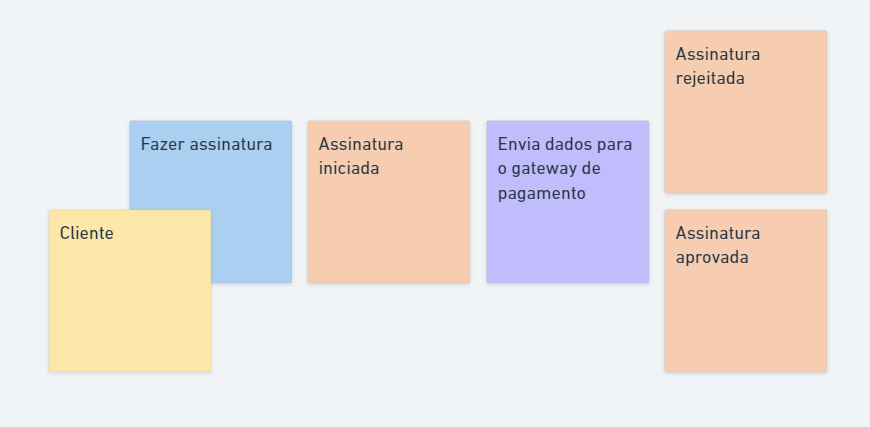 Cliente
Fazer assinatura
Assinatura
iniciada
Envia dados para
o gateway de
pagamento
Assinatura
rejeitada
Assinatura
aprovada